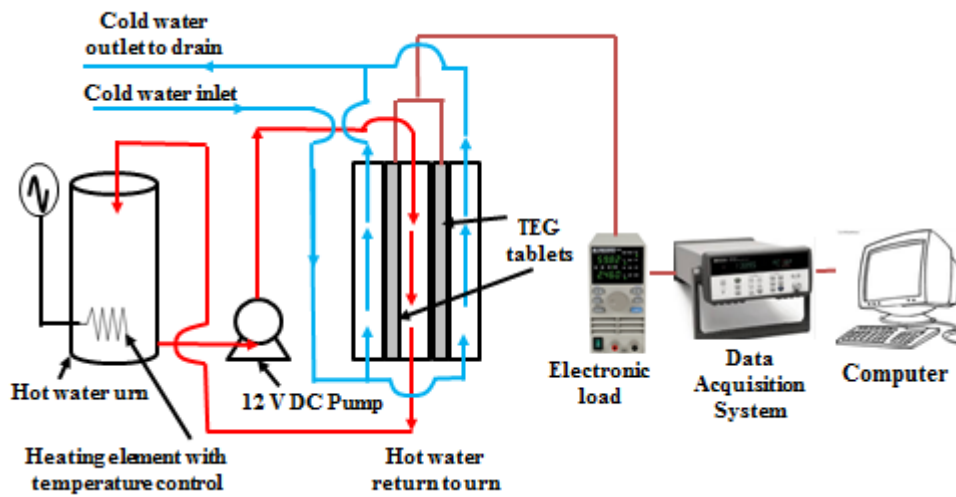 Cold water
outlet to drain
Cold water inlet
TEG
tablets
Hot water urn
12 V DC Pump
Electronic
load
Data
Acquisition
System
Computer
Heating element with
temperature control
Hot water
return to urn